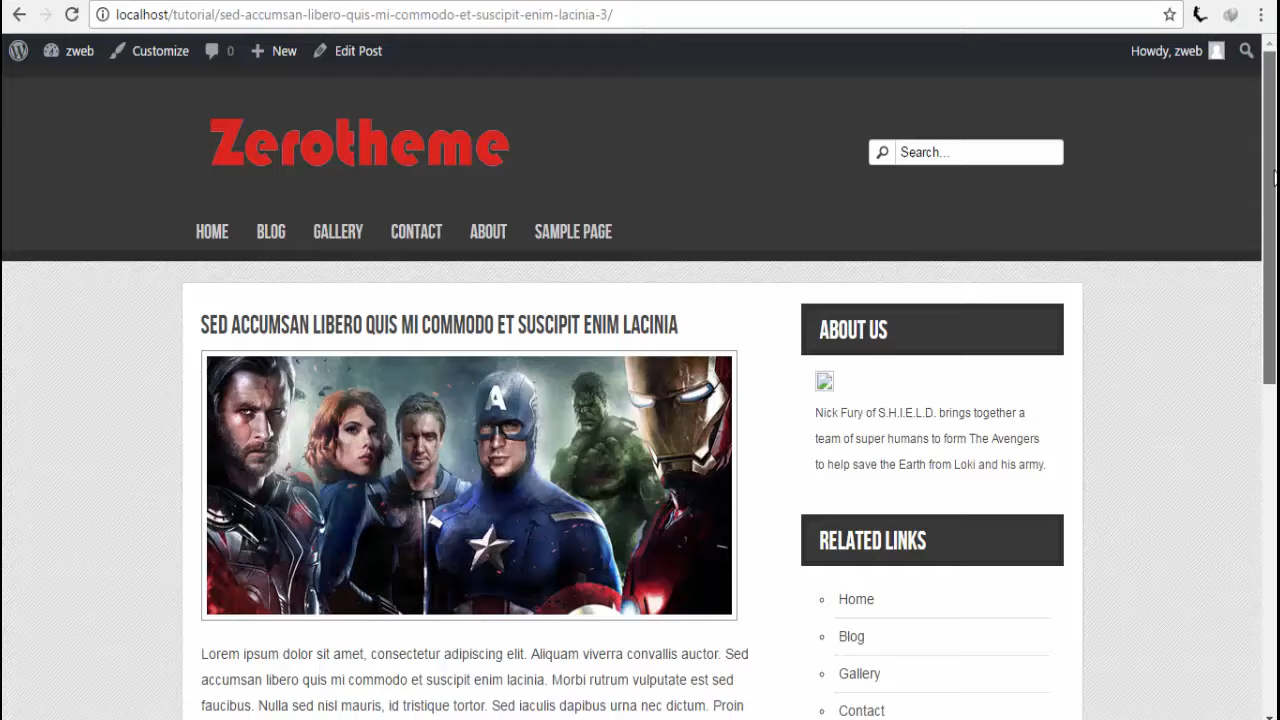 localhost/tutorial/sed-accumsan-libero-quis-mi-commodo-et-suscipit-enim-lacinia-3/
zweb Customize 0 New Edit Post Howdy, zweb
Zerotheme
Search...
HOME BLOG GALLERY CONTACT ABOUT SAMPLE PAGE
SED ACCUMSAN LIBERO QUIS MI COMMODO ET SUSCIPIT ENIM LACINIA
A
Lorem ipsum dolor sit amet, consectetur adipiscing elit. Aliquam viverra convallis auctor. Sed
accumsan libero quis mi commodo et suscipit enim lacinia. Morbi rutrum vulputate est sed
faucibus. Nulla sed nisl mauris, id tristique tortor. Sed iaculis dapibus urna nec dictum. Proin
ABOUT US
Nick Fury of S.H.I.E.L.D. brings together a
team of super humans to form The Avengers
to help save the Earth from Loki and his army.
RELATED LINKS
Home
Blog
Gallery
Contact